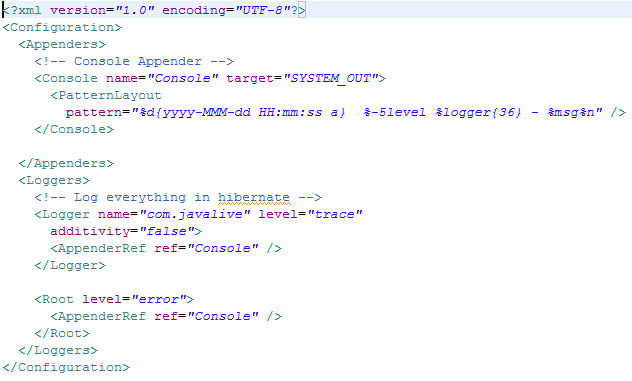 <?xml version="1.0" encoding="UTF-8"?>
<Configuration>
  <Appenders>
    <!-- Console Appender -->
    <Console name="Console" target="SYSTEM_OUT">
      <PatternLayout
        pattern="%d{yyyy-MMM-dd HH:mm:ss a}  %-5level %logger{36} - %msg%n" />
    </Console>

  </Appenders>
  <Loggers>
    <!-- Log everything in hibernate -->
    <Logger name="com.javalive" level="trace"
      additivity="false">
      <AppenderRef ref="Console" />
    </Logger>

    <Root level="error">
      <AppenderRef ref="Console" />
    </Root>
  </Loggers>
</Configuration>